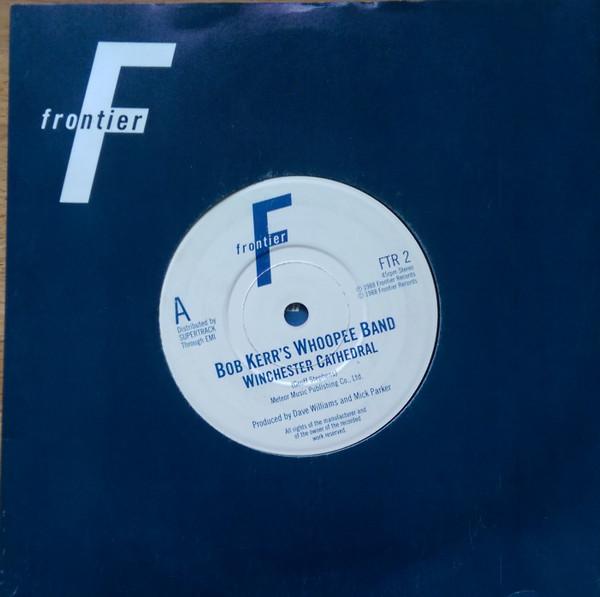 F
frontier
F
frontier
FTR 2
45rpm Stereo
℗ 1988 Frontier Records
© 1988 Frontier Records
A
Distributed by
SUPERTRACK
Through EMI
BOB KERR'S WHOOPEE BAND
WINCHESTER CATHEDRAL
(Geoff Stephens)
Meteor Music Publishing Co., Ltd.
Produced by Dave Williams and Mick Parker
All rights of the manufacturer and
of the owner of the recorded
work reserved.